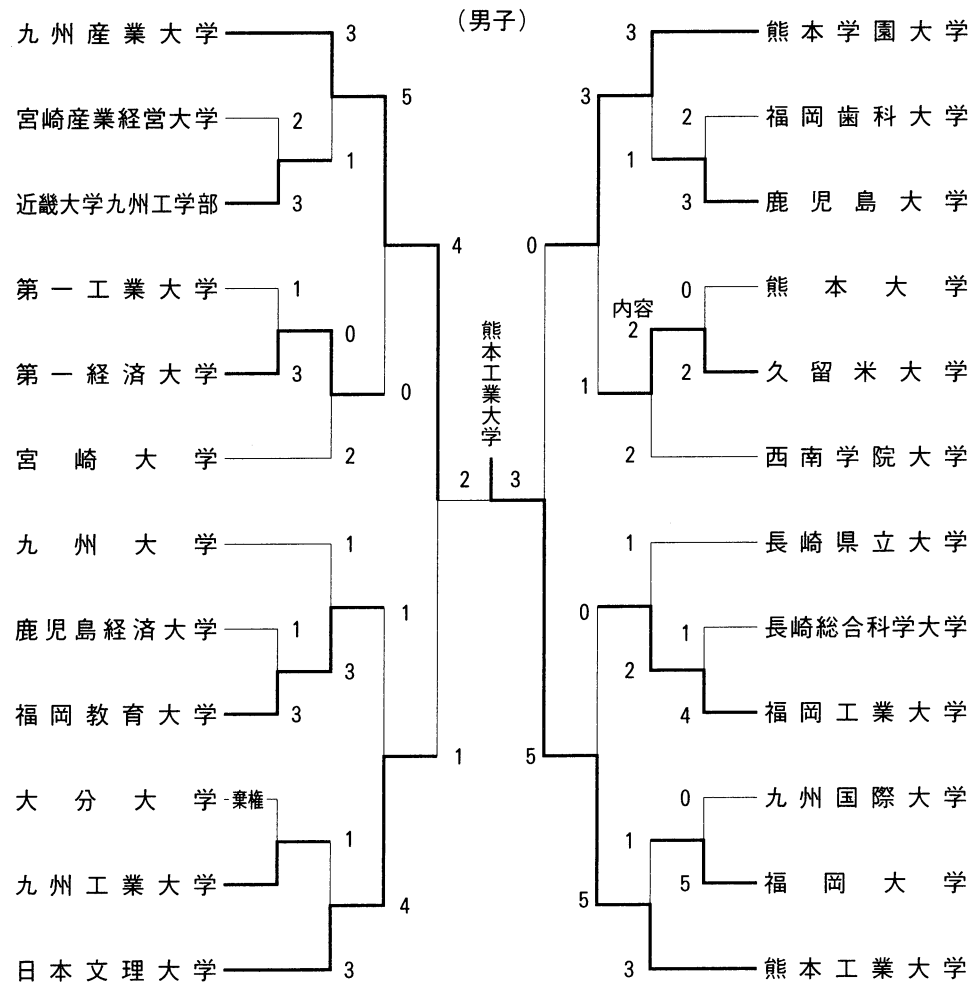 (男子)
九州産業大学
3
5
宮崎産業経営大学
2
1
近畿大学九州工学部
3
4
第一工業大学
1
0
第一経済大学
3
0
宮崎大学
2
九州大学
1
1
鹿児島経済大学
1
3
福岡教育大学
3
1
大分大学
棄権
1
九州工業大学
4
日本文理大学
3
熊本工業大学
2
3
3
熊本学園大学
3
2
福岡歯科大学
1
3
鹿児島大学
0
0
熊本大学
内容
2
2
久留米大学
1
2
西南学院大学
1
長崎県立大学
0
1
長崎総合科学大学
2
4
福岡工業大学
5
0
九州国際大学
1
5
福岡大学
5
3
熊本工業大学